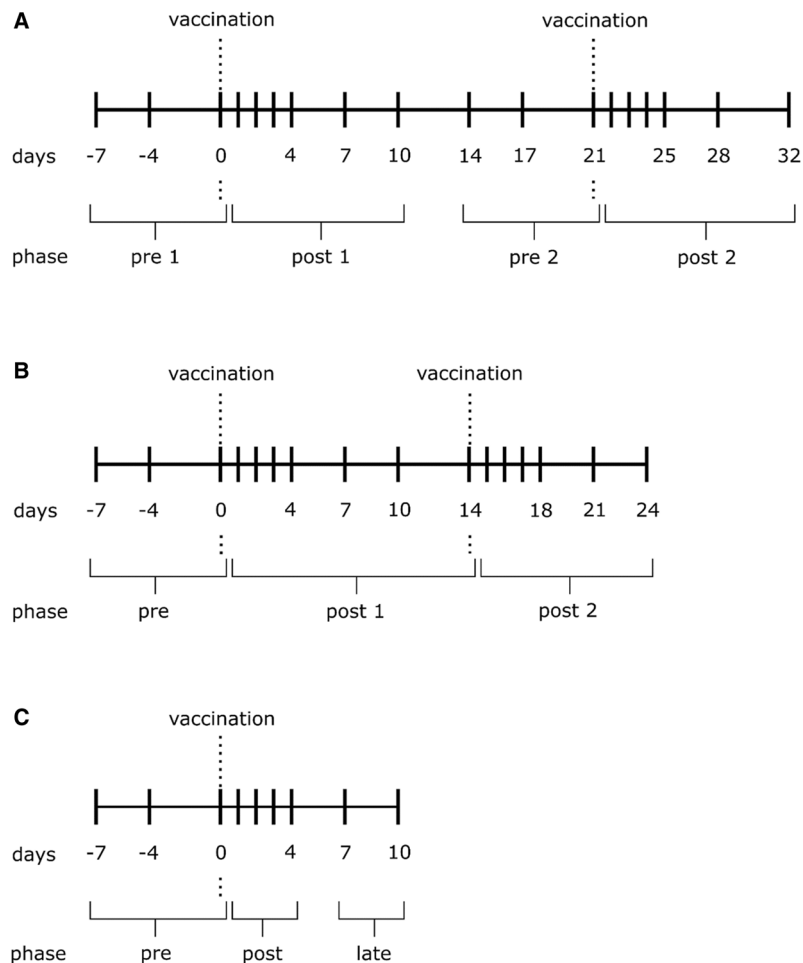 A
vaccination vaccination
days -7 -4 0 4 7 10 14 17 21 25 28 32
phase pre 1 post 1 pre 2 post 2
B
vaccination vaccination
days -7 -4 0 4 7 10 14 18 21 24
phase pre post 1 post 2
C
vaccination
days -7 -4 0 4 7 10
phase pre post late